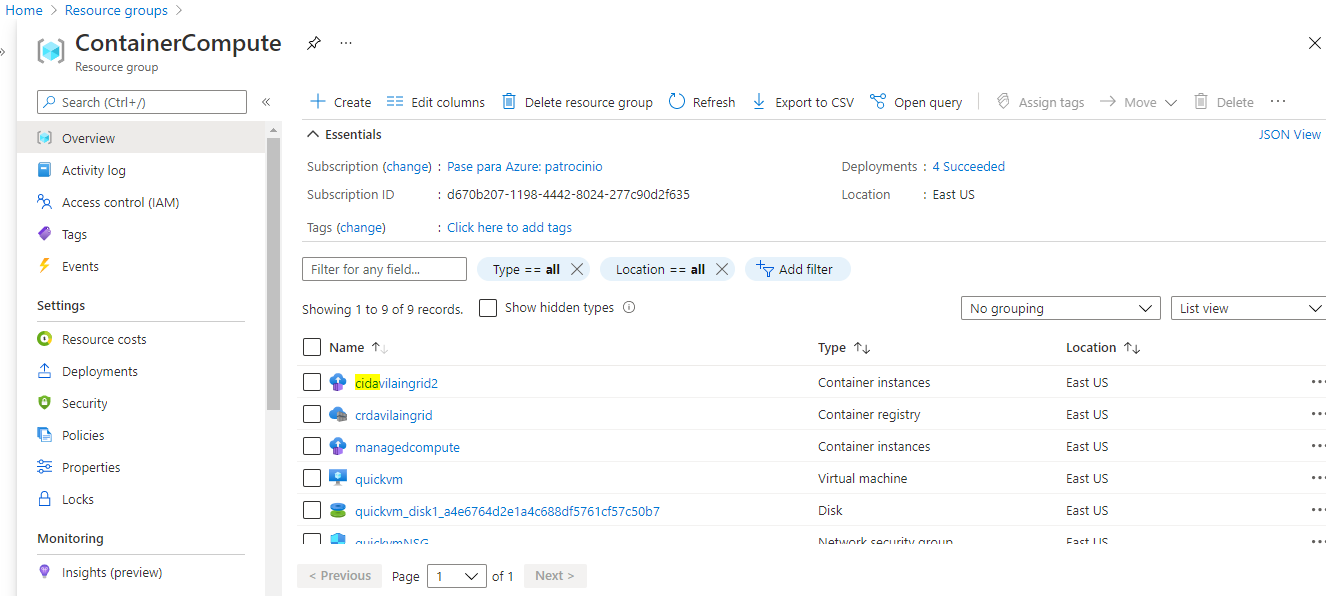 Home > Resource groups >
»
ContainerCompute
Resource group
Search (Ctrl+/)
«
Overview
Activity log
Access control (IAM)
Tags
Events
Settings
Resource costs
Deployments
Security
Policies
Properties
Locks
Monitoring
Insights (preview)
Create Edit columns Delete resource group Refresh Export to CSV Open query Assign tags Move Delete
Essentials JSON View
Subscription (change) : Pase para Azure: patrocinio Deployments : 4 Succeeded
Subscription ID : d670b207-1198-4442-8024-277c90d2f635 Location : East US
Tags (change) : Click here to add tags
Filter for any field... Type == all Location == all Add filter
Showing 1 to 9 of 9 records. Show hidden types No grouping List view
Name Type Location
cidavilaingrid2 Container instances East US
crdavilaingrid Container registry East US
managedcompute Container instances East US
quickvm Virtual machine East US
quickvm_disk1_a4e6764d2e1a4c688df5761cf57c50b7 Disk East US
quickvmNSG Network security group East US
< Previous Page 1 of 1 Next >